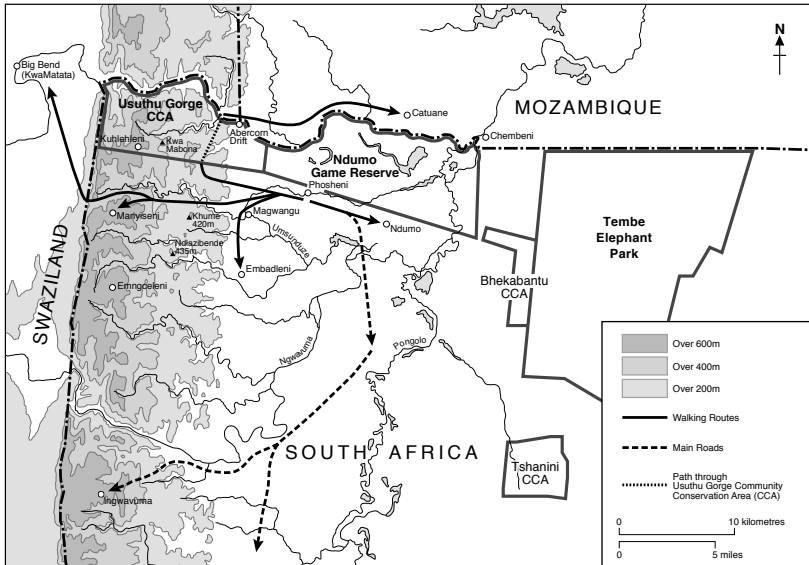 Big Bend
(KwaMatata)
N
Usuthu Gorge
CCA
Catuane
MOZAMBIQUE
Abercorn
Drift
Chembeni
Kuhlehleni
Kwa
Mabona
Ndumo
Game Reserve
Phosheni
Manyiseni
Khume
420m
Magwangu
Umsunduze
Ndumo
Tembe
Elephant
Park
SWAZILAND
Ndlazibende
435m
Embadleni
Bhekabantu
CCA
Emngceleni
Ngwavuma
Pongolo
SOUTH AFRICA
Tshanini
CCA
Ingwavuma
Over 600m
Over 400m
Over 200m
Walking Routes
Main Roads
Path through
Usuthu Gorge Community
Conservation Area (CCA)
0 10 kilometres
0 5 miles